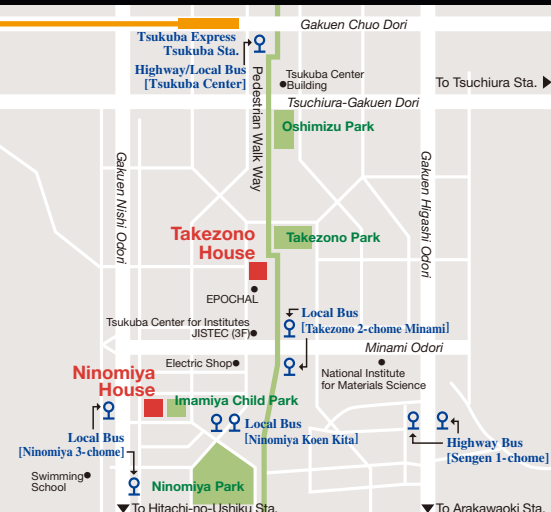 Gakuen Chuo Dori
Tsukuba Express
Tsukuba Sta.
Highway/Local Bus
[Tsukuba Center]
Pedestrian Walk Way
Tsukuba Center
Building
To Tsuchiura Sta.
Tsuchiura-Gakuen Dori
Oshimizu Park
Gakuen Nishi Odori
Gakuen Higashi Odori
Takezono
House
Takezono Park
EPOCHAL
Tsukuba Center for Institutes
JISTEC (3F)
Local Bus
[Takezono 2-chome Minami]
Minami Odori
Electric Shop
National Institute
for Materials Science
Ninomiya
House
Imamiya Child Park
Local Bus
[Ninomiya 3-chome]
Local Bus
[Ninomiya Koen Kita]
Highway Bus
[Sengen 1-chome]
Swimming
School
Ninomiya Park
To Hitachi-no-Ushiku Sta.
To Arakawaoki Sta.